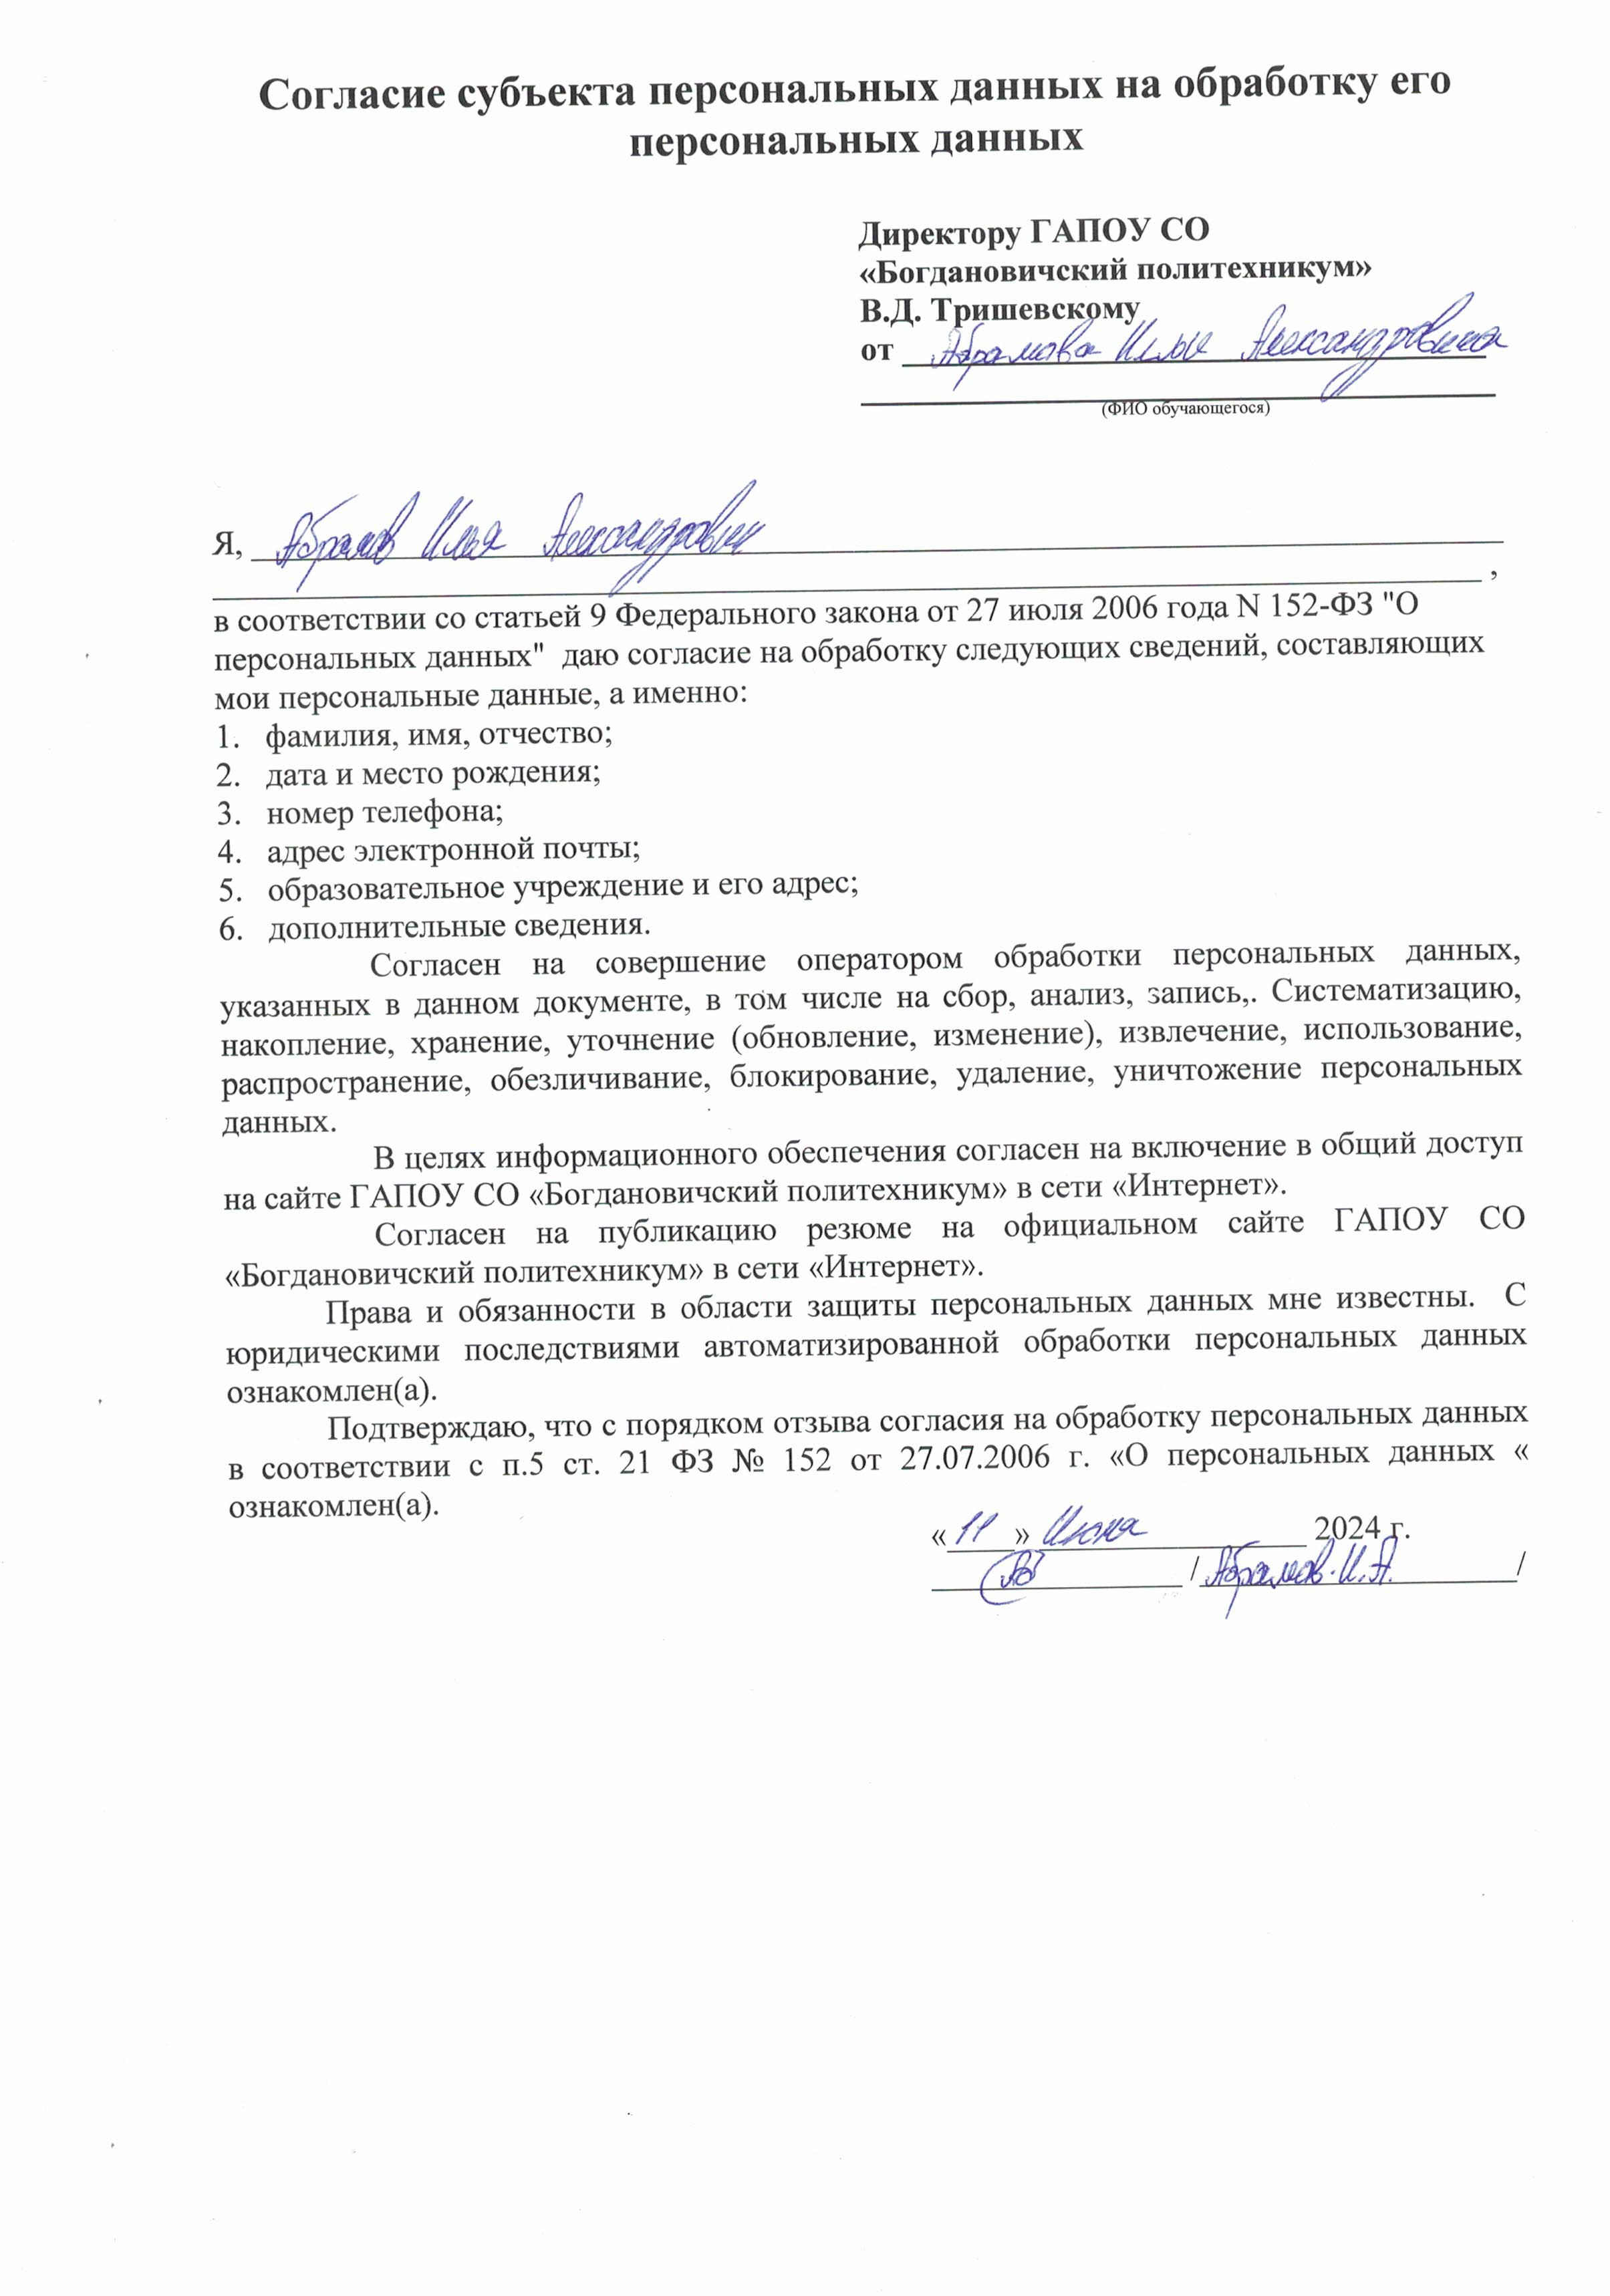 Согласие субъекта персональных данных на обработку его
персональных данных
Директору ГАПОУ СО
«Богдановичский политехникум»
В.Д. Тришевскому
от Абрамова Ильи Александровича
(ФИО обучающегося)
Я, Абрамов Илья Александрович
,
в соответствии со статьей 9 Федерального закона от 27 июля 2006 года N 152-ФЗ "О
персональных данных" даю согласие на обработку следующих сведений, составляющих
мои персональные данные, а именно:
1. фамилия, имя, отчество;
2. дата и место рождения;
3. номер телефона;
4. адрес электронной почты;
5. образовательное учреждение и его адрес;
6. дополнительные сведения.
Согласен на совершение оператором обработки персональных данных,
указанных в данном документе, в том числе на сбор, анализ, запись,. Систематизацию,
накопление, хранение, уточнение (обновление, изменение), извлечение, использование,
распространение, обезличивание, блокирование, удаление, уничтожение персональных
данных.
В целях информационного обеспечения согласен на включение в общий доступ
на сайте ГАПОУ СО «Богдановичский политехникум» в сети «Интернет».
Согласен на публикацию резюме на официальном сайте ГАПОУ СО
«Богдановичский политехникум» в сети «Интернет».
Права и обязанности в области защиты персональных данных мне известны. С
юридическими последствиями автоматизированной обработки персональных данных
ознакомлен(а).
Подтверждаю, что с порядком отзыва согласия на обработку персональных данных
в соответствии с п.5 ст. 21 ФЗ № 152 от 27.07.2006 г. «О персональных данных «
ознакомлен(а).
«11» Июня 2024 г.
/ Абрамов. И.А. /